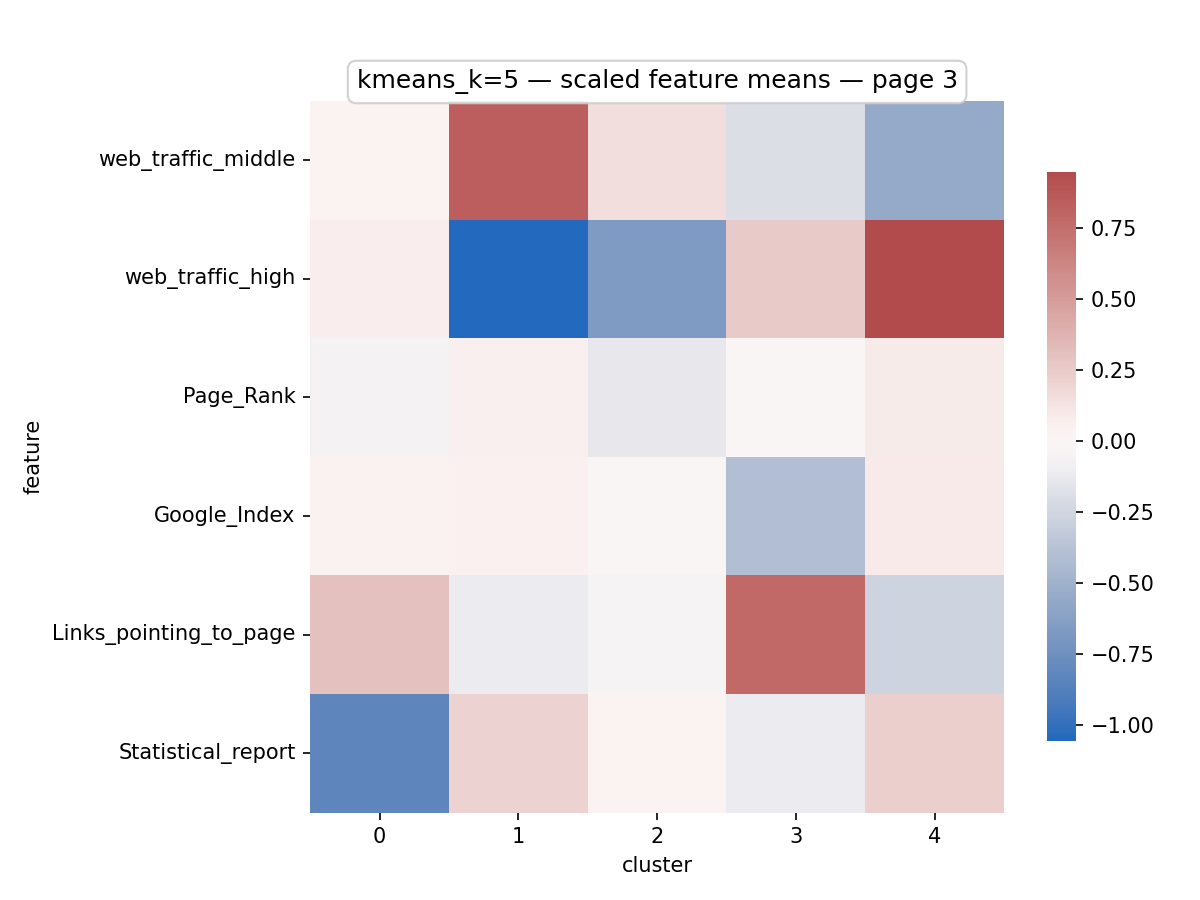 kmeans_k=5 — scaled feature means — page 3
web_traffic_middle
web_traffic_high
Page_Rank
Google_Index
Links_pointing_to_page
Statistical_report
feature
0 1 2 3 4
cluster
0.75
0.50
0.25
0.00
−0.25
−0.50
−0.75
−1.00